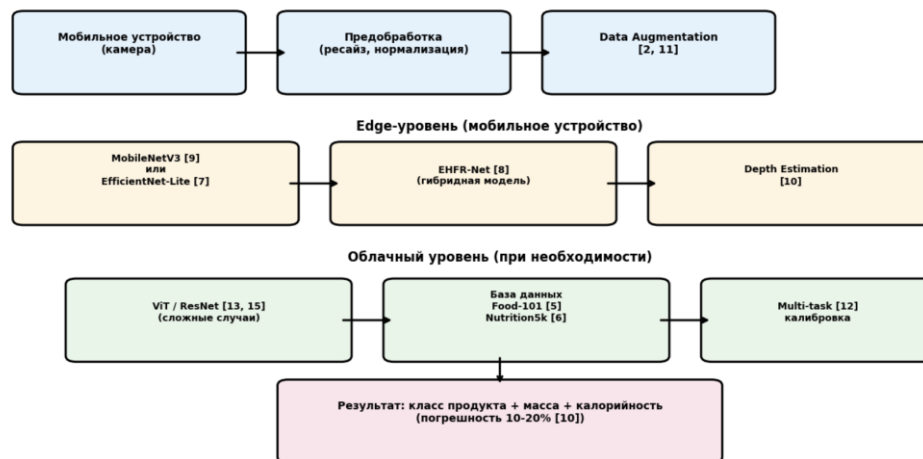 Мобильное устройство
(камера)
Предобработка
(ресайз, нормализация)
Data Augmentation
[2, 11]
Edge-уровень (мобильное устройство)
MobileNetV3 [9]
или
EfficientNet-Lite [7]
EHFR-Net [8]
(гибридная модель)
Depth Estimation
[10]
Облачный уровень (при необходимости)
ViT / ResNet [13, 15]
(сложные случаи)
База данных
Food-101 [5]
Nutrition5k [6]
Multi-task [12]
калибровка
Результат: класс продукта + масса + калорийность
(погрешность 10-20% [10])